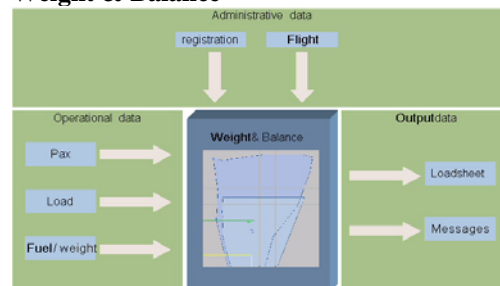 Weight & Balance
Administrative data
registration
Flight
Operational data
Weight& Balance
Outputdata
Pax
Load
Fuel/ weight
Loadsheet
Messages